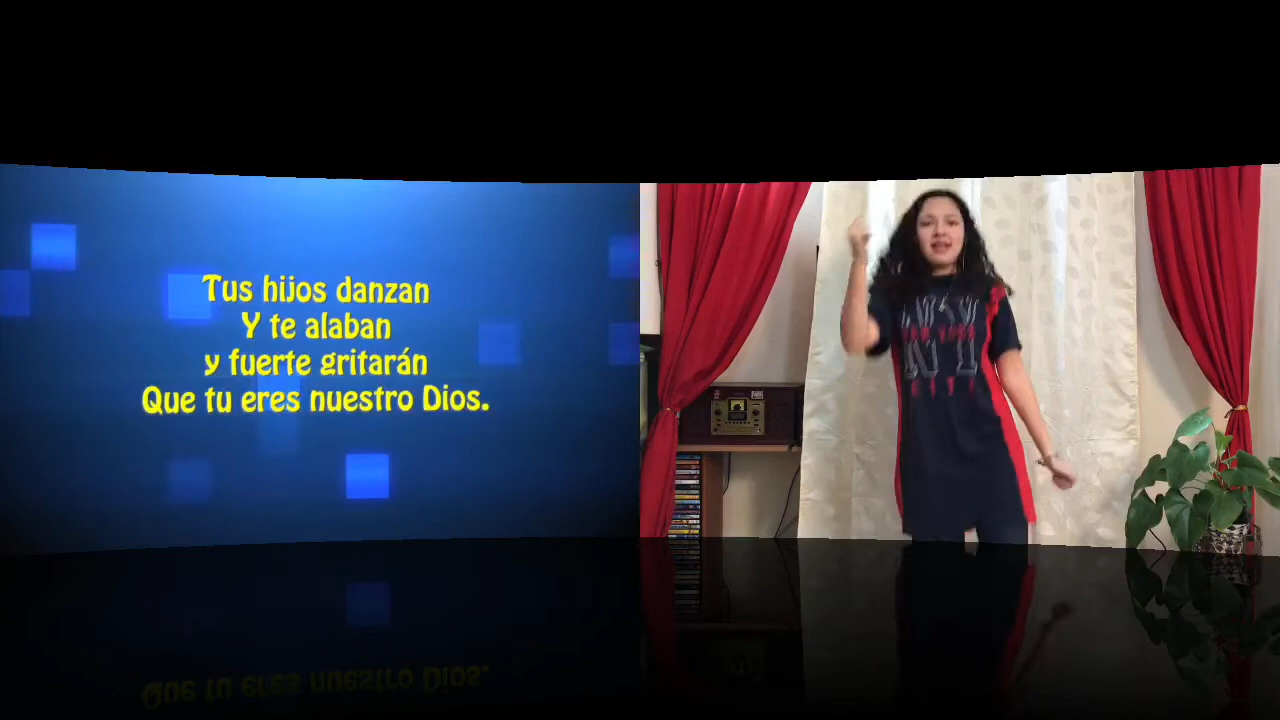 Tus hijos danzan
Y te alaban
y fuerte gritarán
Que tu eres nuestro Dios.